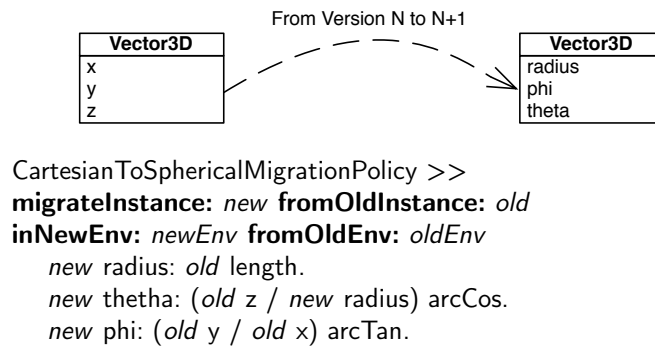 From Version N to N+1
Vector3D
x
y
z
Vector3D
radius
phi
theta
CartesianToSphericalMigrationPolicy >>
migrateInstance: new fromOldInstance: old
inNewEnv: newEnv fromOldEnv: oldEnv
new radius: old length.
new thetha: (old z / new radius) arcCos.
new phi: (old y / old x) arcTan.